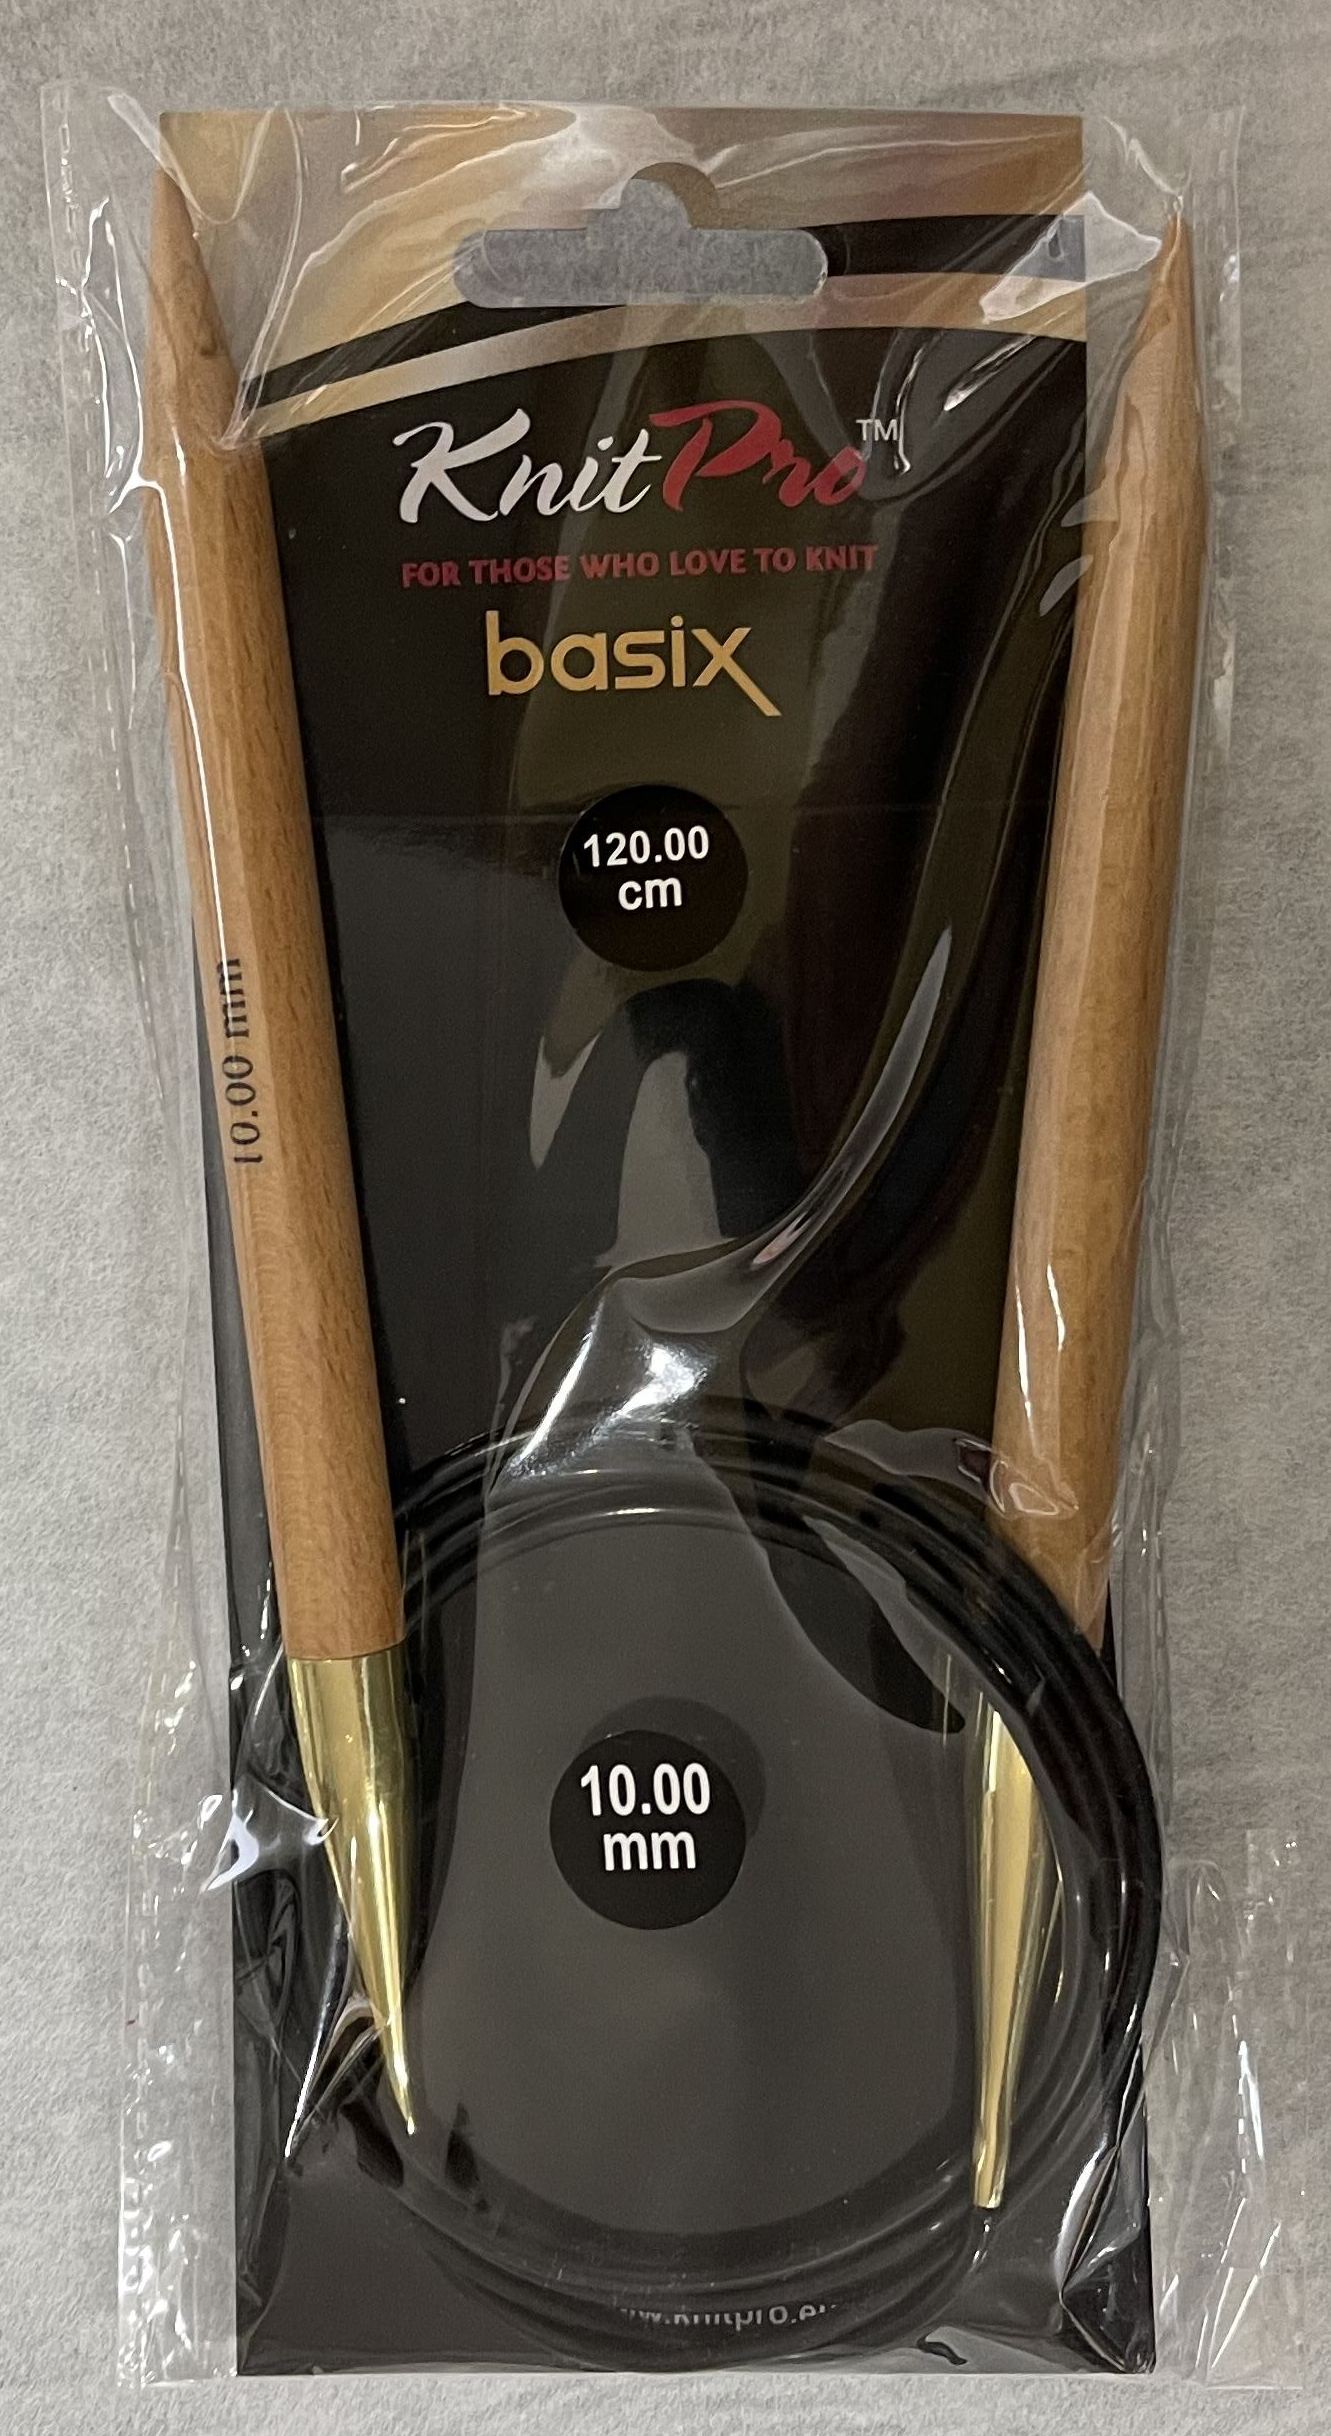 KnitPro™
FOR THOSE WHO LOVE TO KNIT
basix
120.00
cm
10.00 mm
10.00
mm